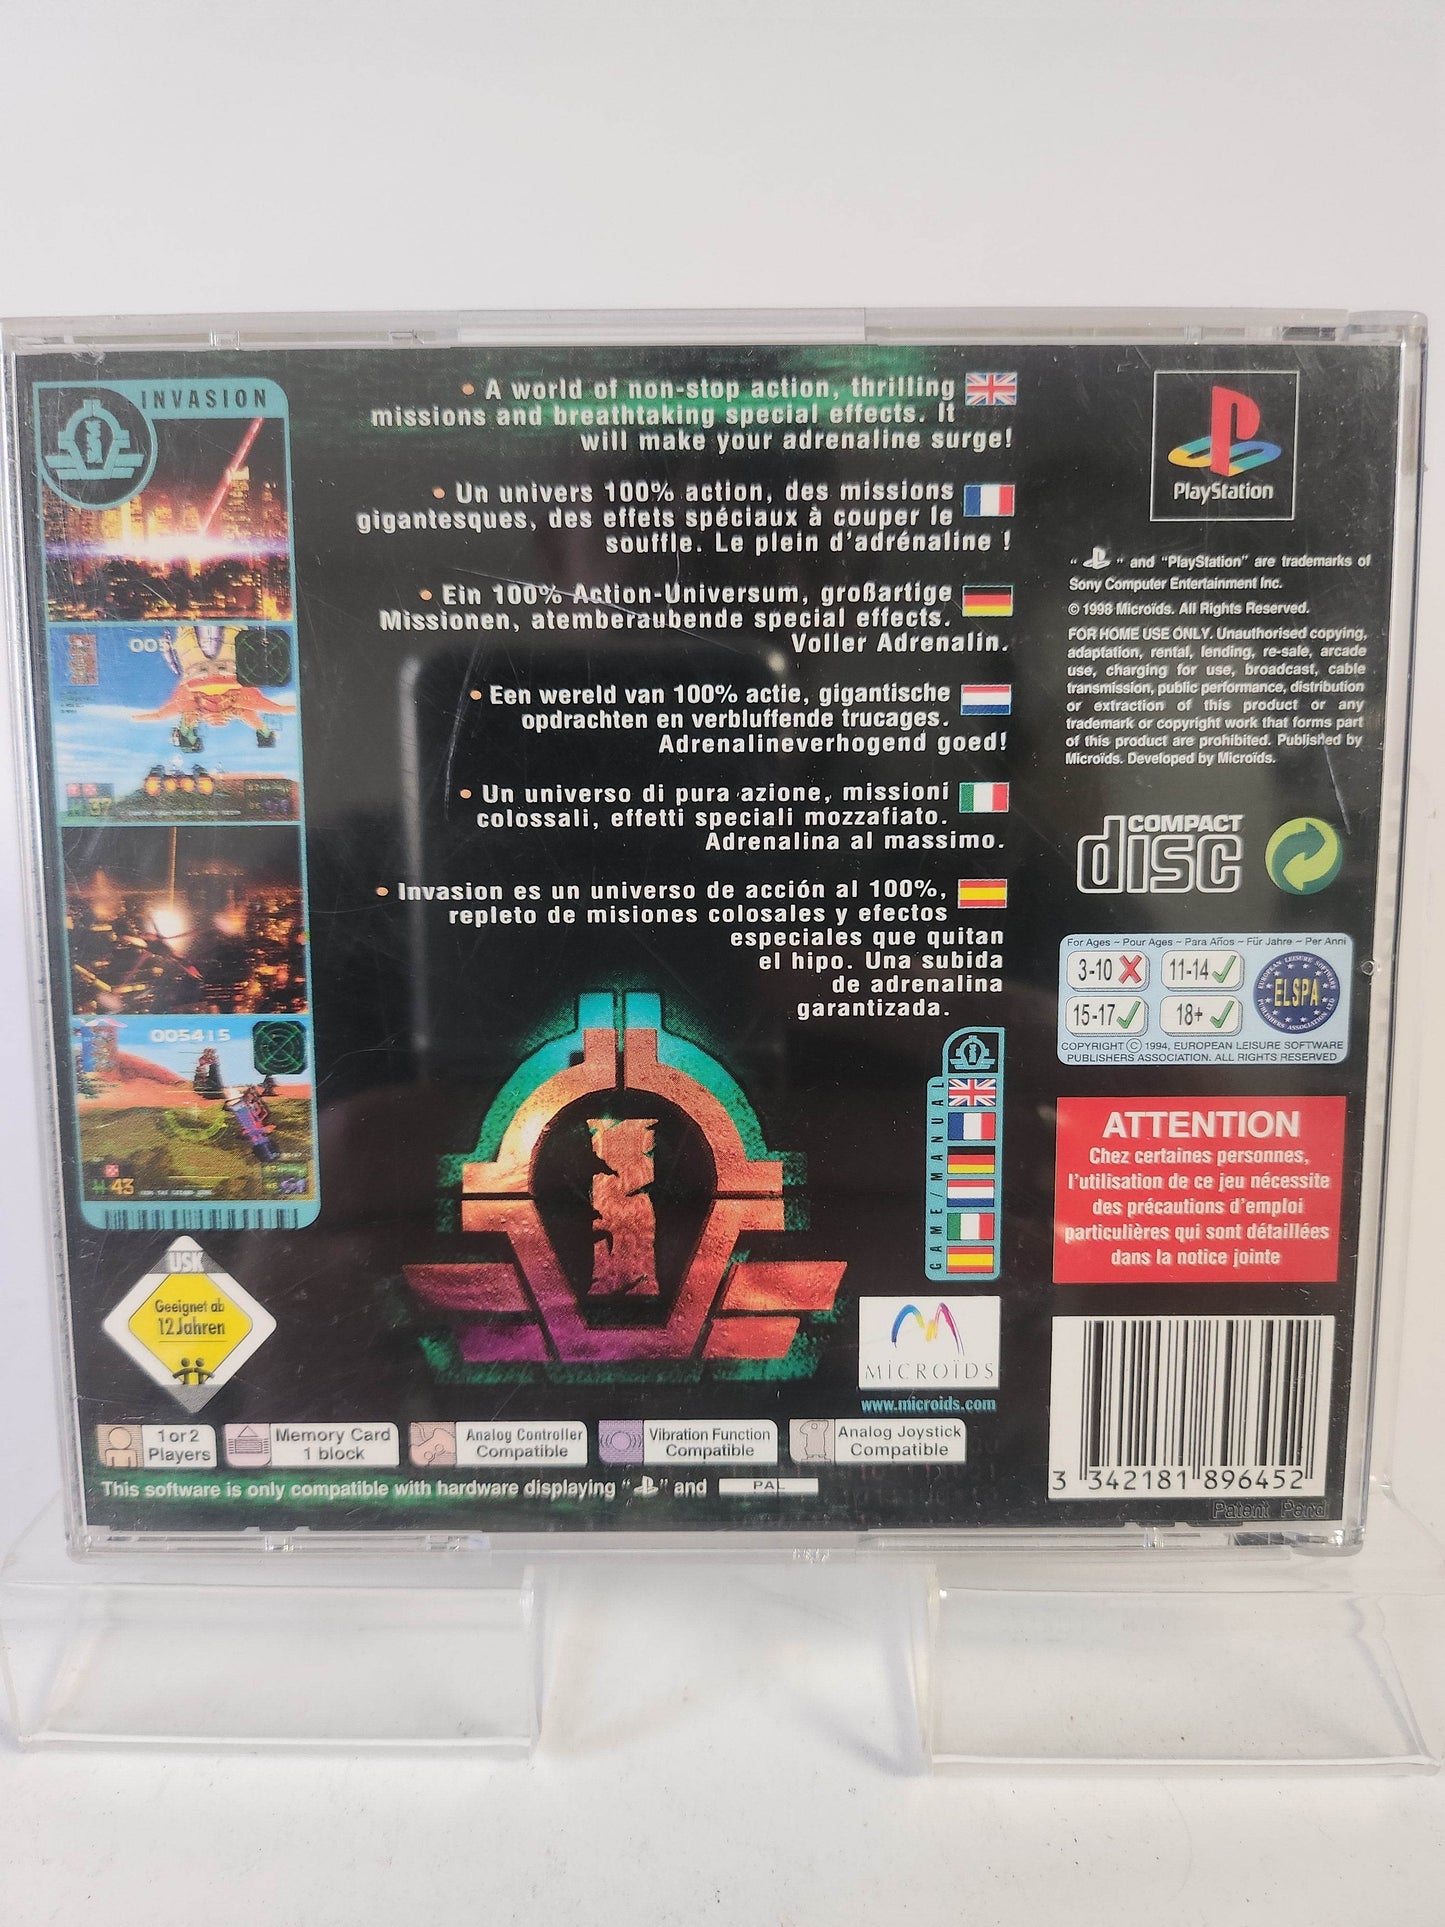 INVASION
• A world of non-stop action, thrilling
missions and breathtaking special effects. It
will make your adrenaline surge!
• Un univers 100% action, des missions
gigantesques, des effets spéciaux à couper le
souffle. Le plein d'adrénaline !
• Ein 100% Action-Universum, großartige
Missionen, atemberaubende special effects.
Voller Adrenalin.
• Een wereld van 100% actie, gigantische
opdrachten en verbluffende trucages.
Adrenalineverhogend goed!
• Un universo di pura azione, missioni
colossali, effetti speciali mozzafiato.
Adrenalina al massimo.
• Invasion es un universo de acción al 100%,
repleto de misiones colosales y efectos
especiales que quitan
el hipo. Una subida
de adrenalina
garantizada.
005415
43
37
GAME/MANUAL
USK
Geeignet ab
12 Jahren
MICROÏDS
www.microids.com
1 or 2
Players
Memory Card
1 block
Analog Controller
Compatible
Vibration Function
Compatible
Analog Joystick
Compatible
This software is only compatible with hardware displaying " " and PAL
PlayStation
" " and "PlayStation" are trademarks of
Sony Computer Entertainment Inc.
© 1998 Microïds. All Rights Reserved.
FOR HOME USE ONLY. Unauthorised copying,
adaptation, rental, lending, re-sale, arcade
use, charging for use, broadcast, cable
transmission, public performance, distribution
or extraction of this product or any
trademark or copyright work that forms part
of this product are prohibited. Published by
Microïds. Developed by Microïds.
COMPACT
disc
For Ages ~ Pour Ages ~ Para Años ~ Für Jahre ~ Per Anni
3-10 11-14
15-17 18+
EUROPEAN LEISURE SOFTWARE PUBLISHERS ASSOCIATION LTD
ELSPA
COPYRIGHT © 1994, EUROPEAN LEISURE SOFTWARE
PUBLISHERS ASSOCIATION. ALL RIGHTS RESERVED
ATTENTION
Chez certaines personnes,
l'utilisation de ce jeu nécessite
des précautions d'emploi
particulières qui sont détaillées
dans la notice jointe
3 342181 896452
Patent Pend